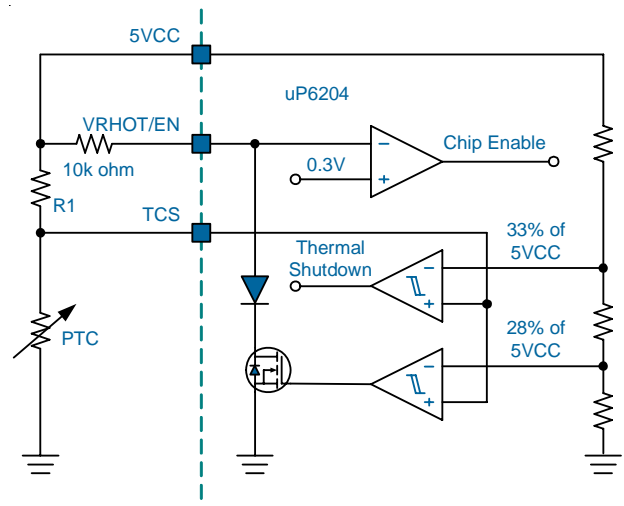 5VCC
uP6204
VRHOT/EN
Chip Enable
−
0.3V
+
10k ohm
R1
TCS
33% of
5VCC
Thermal
Shutdown
−
+
28% of
5VCC
PTC
−
+